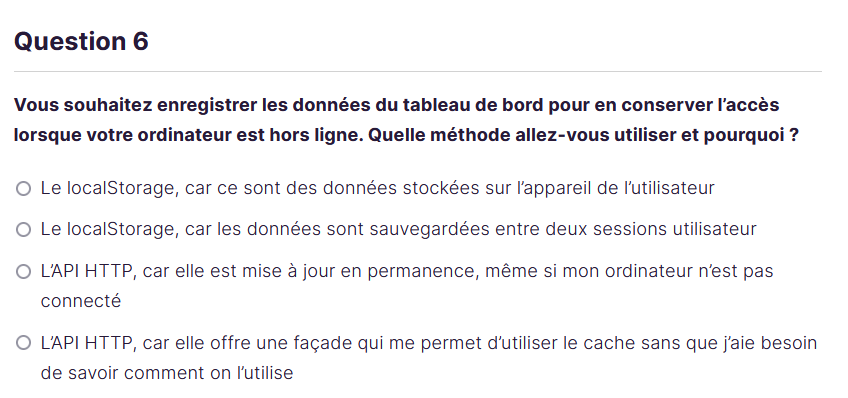 Question 6
Vous souhaitez enregistrer les données du tableau de bord pour en conserver l’accès
lorsque votre ordinateur est hors ligne. Quelle méthode allez-vous utiliser et pourquoi ?
Le localStorage, car ce sont des données stockées sur l’appareil de l’utilisateur
Le localStorage, car les données sont sauvegardées entre deux sessions utilisateur
L’API HTTP, car elle est mise à jour en permanence, même si mon ordinateur n’est pas
connecté
L’API HTTP, car elle offre une façade qui me permet d’utiliser le cache sans que j’aie besoin
de savoir comment on l’utilise